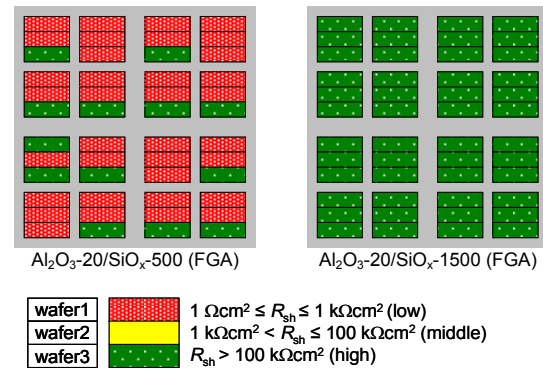 Al₂O₃-20/SiOₓ-500 (FGA)
Al₂O₃-20/SiOₓ-1500 (FGA)
wafer1
1 Ωcm² ≤ Rsh ≤ 1 kΩcm² (low)
wafer2
1 kΩcm² < Rsh ≤ 100 kΩcm² (middle)
wafer3
Rsh > 100 kΩcm² (high)